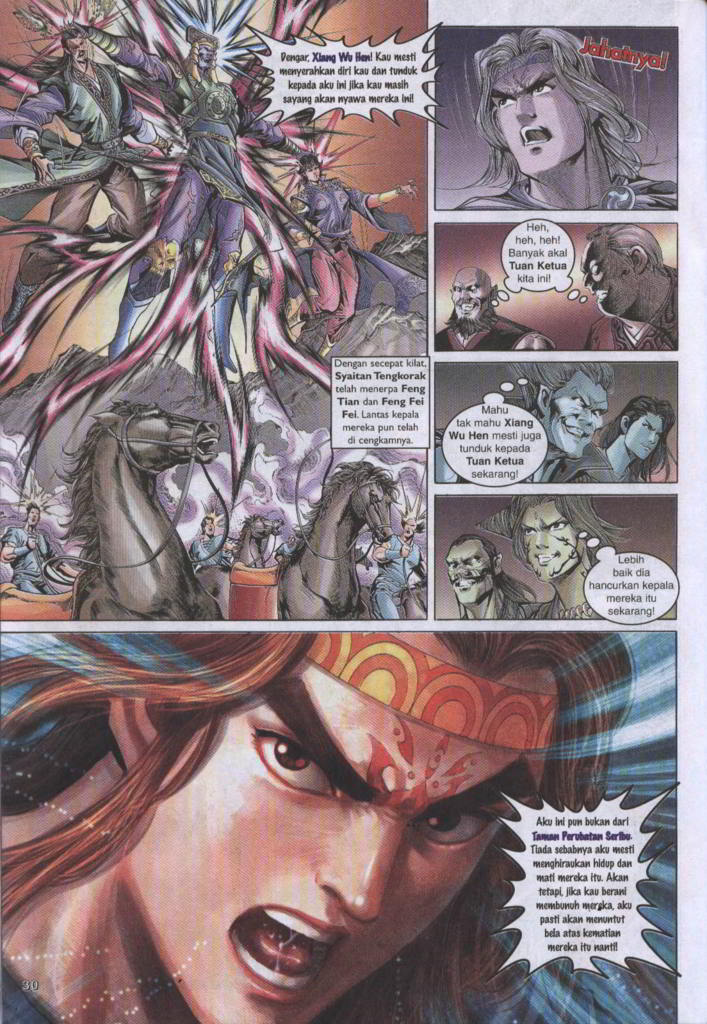 Dengar, Xiang Wu Hen! Kau mesti
menyerahkan diri kau dan tunduk
kepada aku ini jika kau masih
sayang akan nyawa mereka ini!
Jahatnya!
Heh,
heh, heh!
Banyak akal
Tuan Ketua
kita ini!
Dengan secepat kilat,
Syaitan Tengkorak
telah menerpa Feng
Tian dan Feng Fei
Fei. Lantas kepala
mereka pun telah
di cengkamnya.
Mahu
tak mahu Xiang
Wu Hen mesti juga
tunduk kepada
Tuan Ketua
sekarang!
Lebih
baik dia
hancurkan kepala
mereka itu
sekarang!
Aku ini pun bukan dari
Taman Perubatan Seribu.
Tiada sebabnya aku mesti
menghiraukan hidup dan
mati mereka itu. Akan
tetapi, jika kau berani
membunuh mereka, aku
pasti akan menuntut
bela atas kematian
mereka itu nanti!
30